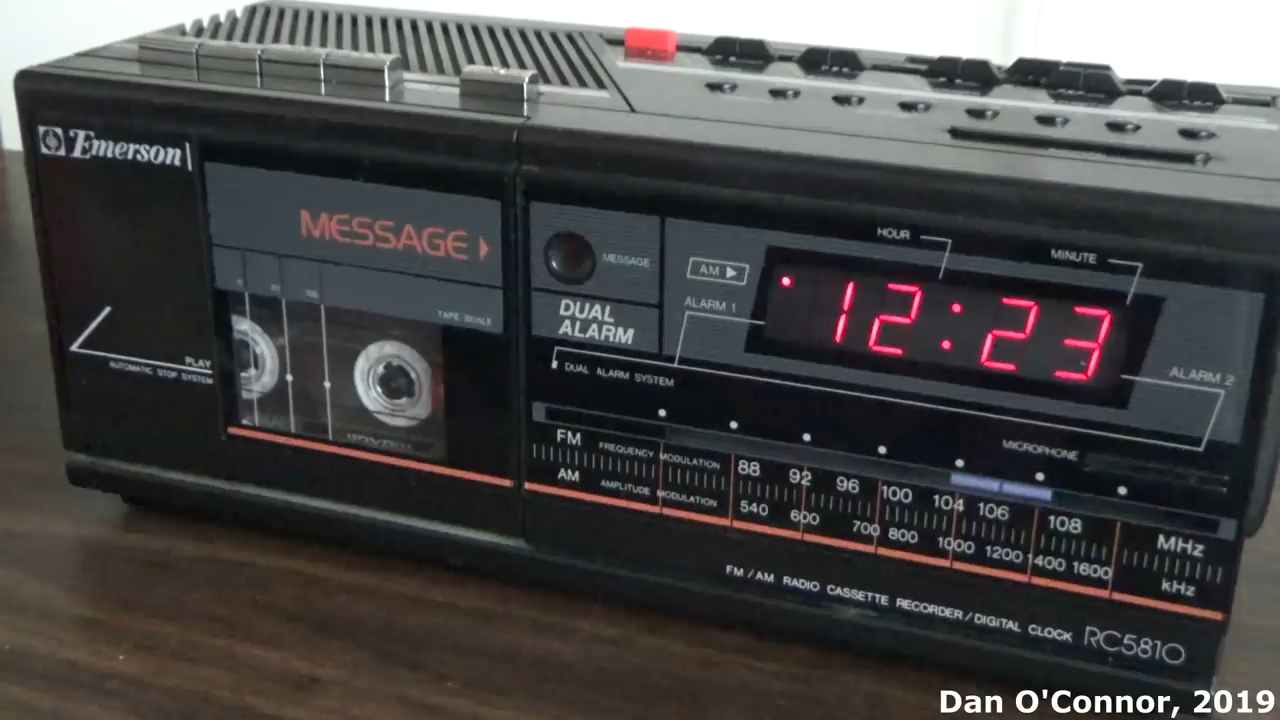 Emerson
MESSAGE
TAPE SCALE
PLAY
AUTOMATIC STOP SYSTEM
MESSAGE
DUAL
ALARM
AM
HOUR
MINUTE
ALARM 1
12:23
ALARM 2
DUAL ALARM SYSTEM
MICROPHONE
FM FREQUENCY MODULATION 88 92 96 100 104 106 108 MHz
AM AMPLITUDE MODULATION 540 600 700 800 1000 1200 1400 1600 kHz
FM/AM RADIO CASSETTE RECORDER/DIGITAL CLOCK RC5810
Dan O'Connor, 2019